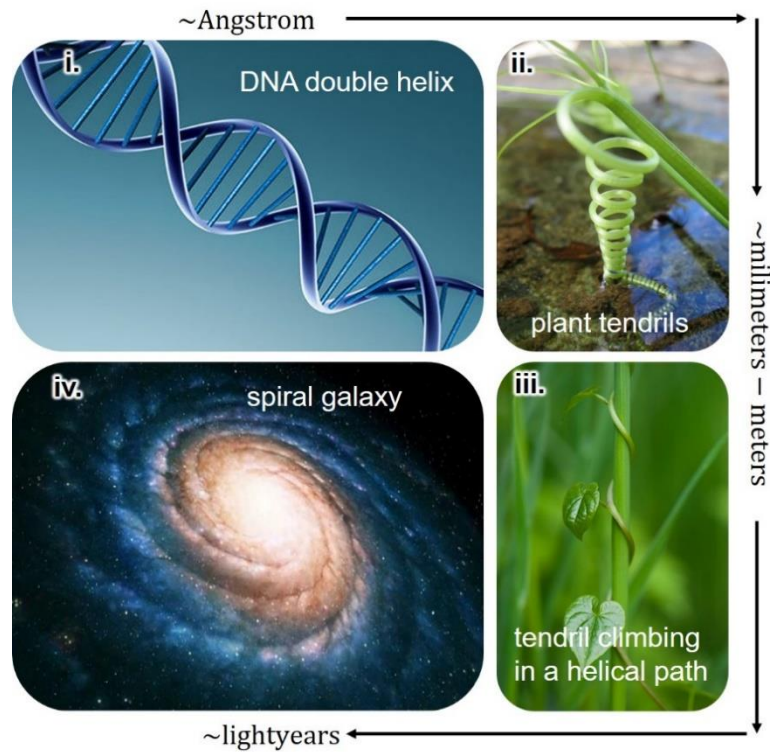 ~Angstrom
i.
DNA double helix
ii.
plant tendrils
~milimeters – meters
iv.
spiral galaxy
iii.
tendril climbing
in a helical path
~lightyears